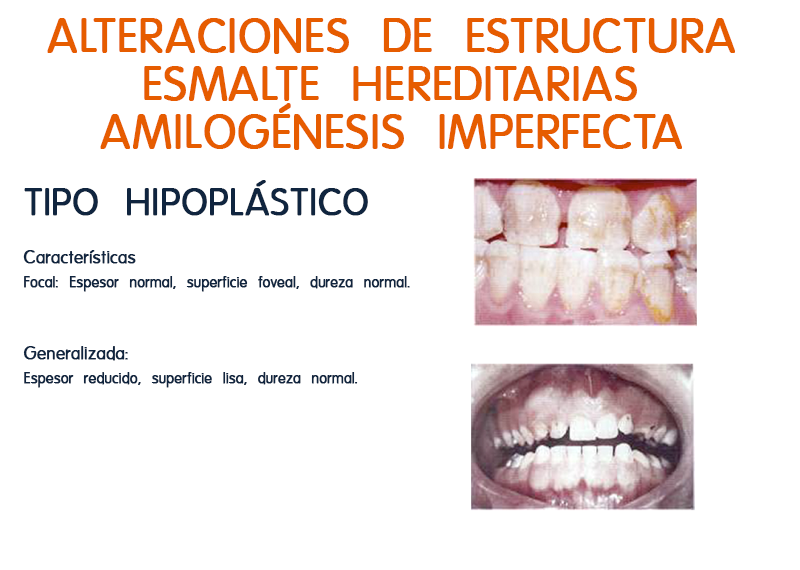 ALTERACIONES DE ESTRUCTURA
ESMALTE HEREDITARIAS
AMILOGÉNESIS IMPERFECTA
TIPO HIPOPLÁSTICO
Características
Focal: Espesor normal, superficie foveal, dureza normal.
Generalizada:
Espesor reducido, superficie lisa, dureza normal.